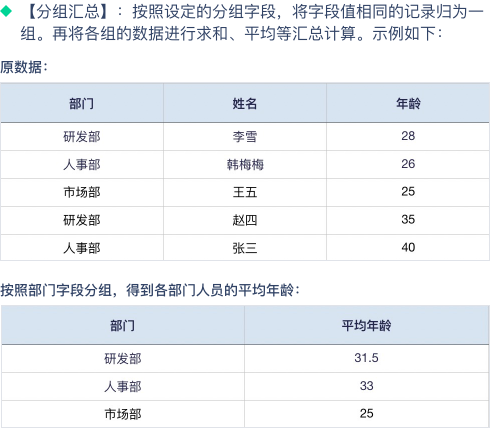 ◆ 【分组汇总】：按照设定的分组字段，将字段值相同的记录归为一
组。再将各组的数据进行求和、平均等汇总计算。示例如下：
原数据：
部门 姓名 年龄
研发部 李雪 28
人事部 韩梅梅 26
市场部 王五 25
研发部 赵四 35
人事部 张三 40
按照部门字段分组，得到各部门人员的平均年龄：
部门 平均年龄
研发部 31.5
人事部 33
市场部 25